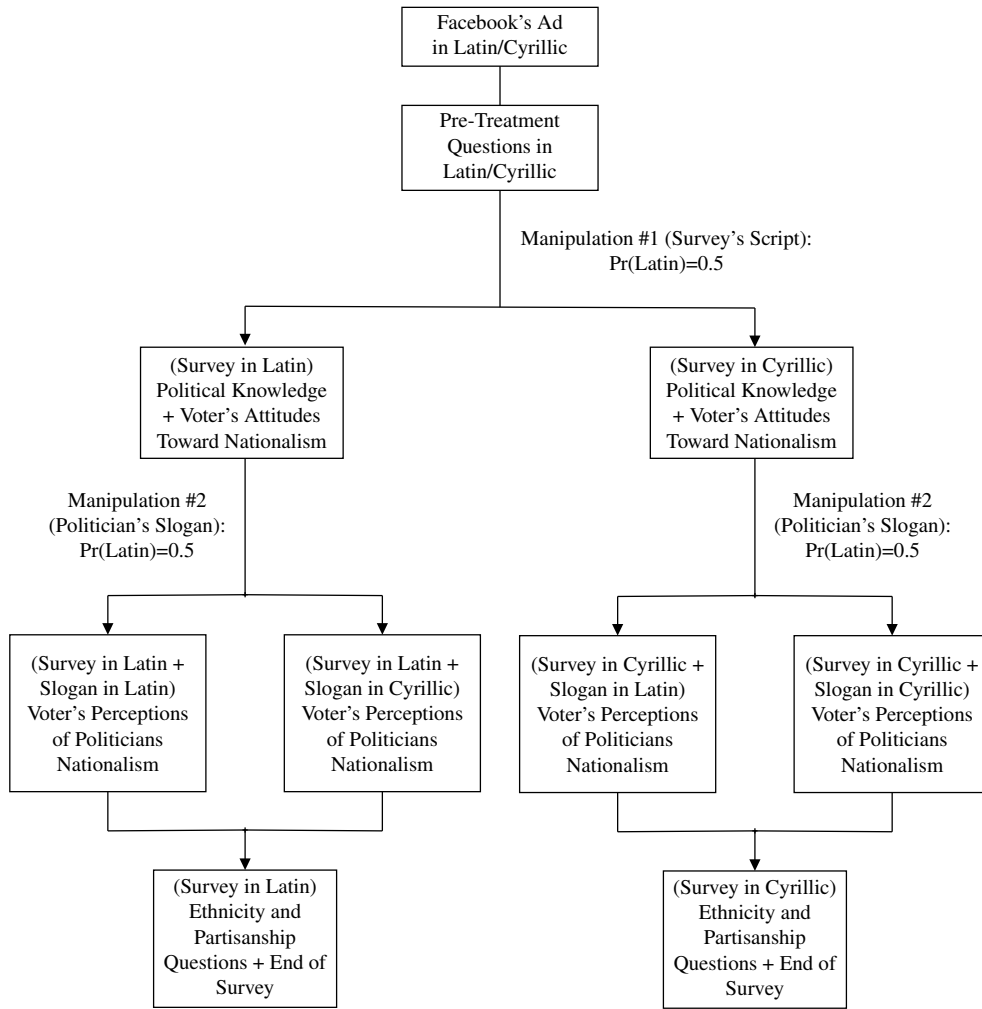 Facebook's Ad
in Latin/Cyrillic
Pre-Treatment
Questions in
Latin/Cyrillic
Manipulation #1 (Survey's Script):
Pr(Latin)=0.5
(Survey in Latin)
Political Knowledge
+ Voter's Attitudes
Toward Nationalism
(Survey in Cyrillic)
Political Knowledge
+ Voter's Attitudes
Toward Nationalism
Manipulation #2
(Politician's Slogan):
Pr(Latin)=0.5
Manipulation #2
(Politician's Slogan):
Pr(Latin)=0.5
(Survey in Latin +
Slogan in Latin)
Voter's Perceptions
of Politicians
Nationalism
(Survey in Latin +
Slogan in Cyrillic)
Voter's Perceptions
of Politicians
Nationalism
(Survey in Cyrillic +
Slogan in Latin)
Voter's Perceptions
of Politicians
Nationalism
(Survey in Cyrillic +
Slogan in Cyrillic)
Voter's Perceptions
of Politicians
Nationalism
(Survey in Latin)
Ethnicity and
Partisanship
Questions + End of
Survey
(Survey in Cyrillic)
Ethnicity and
Partisanship
Questions + End of
Survey